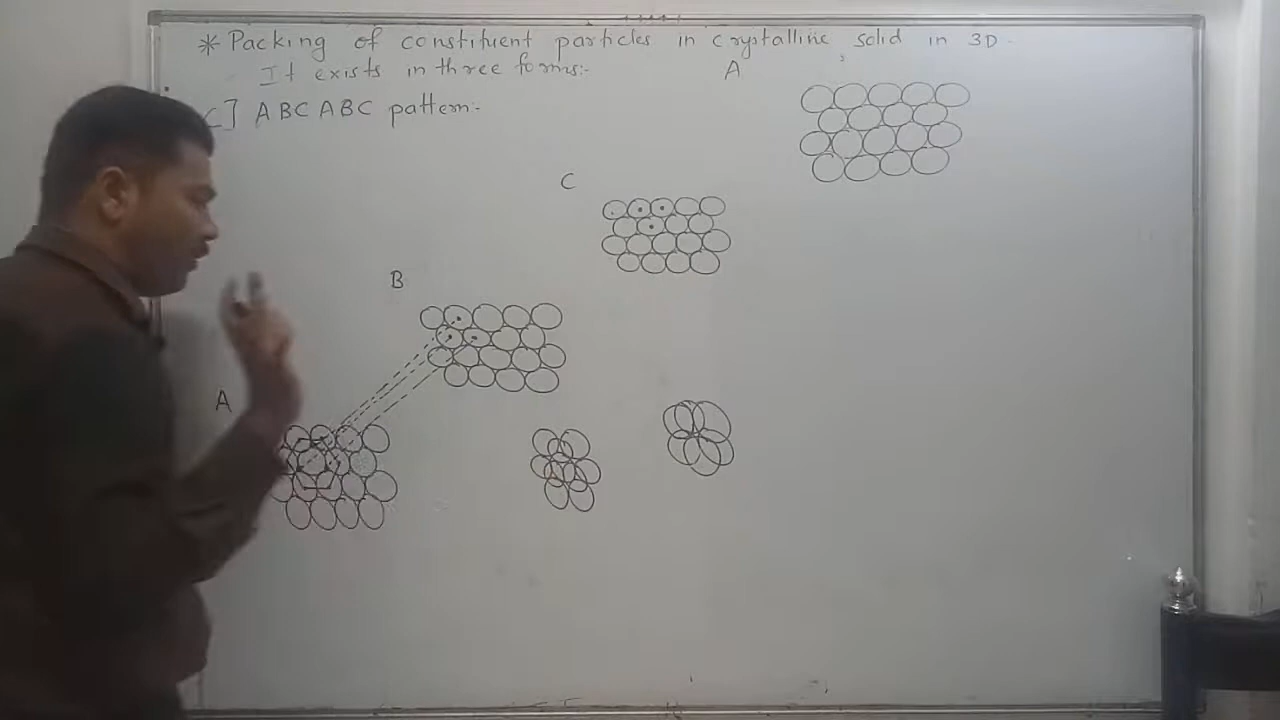 * Packing of constituent particles in crystalline solid in 3D.
It exists in three forms:-
A
C] ABCABC pattern:-
C
B
A